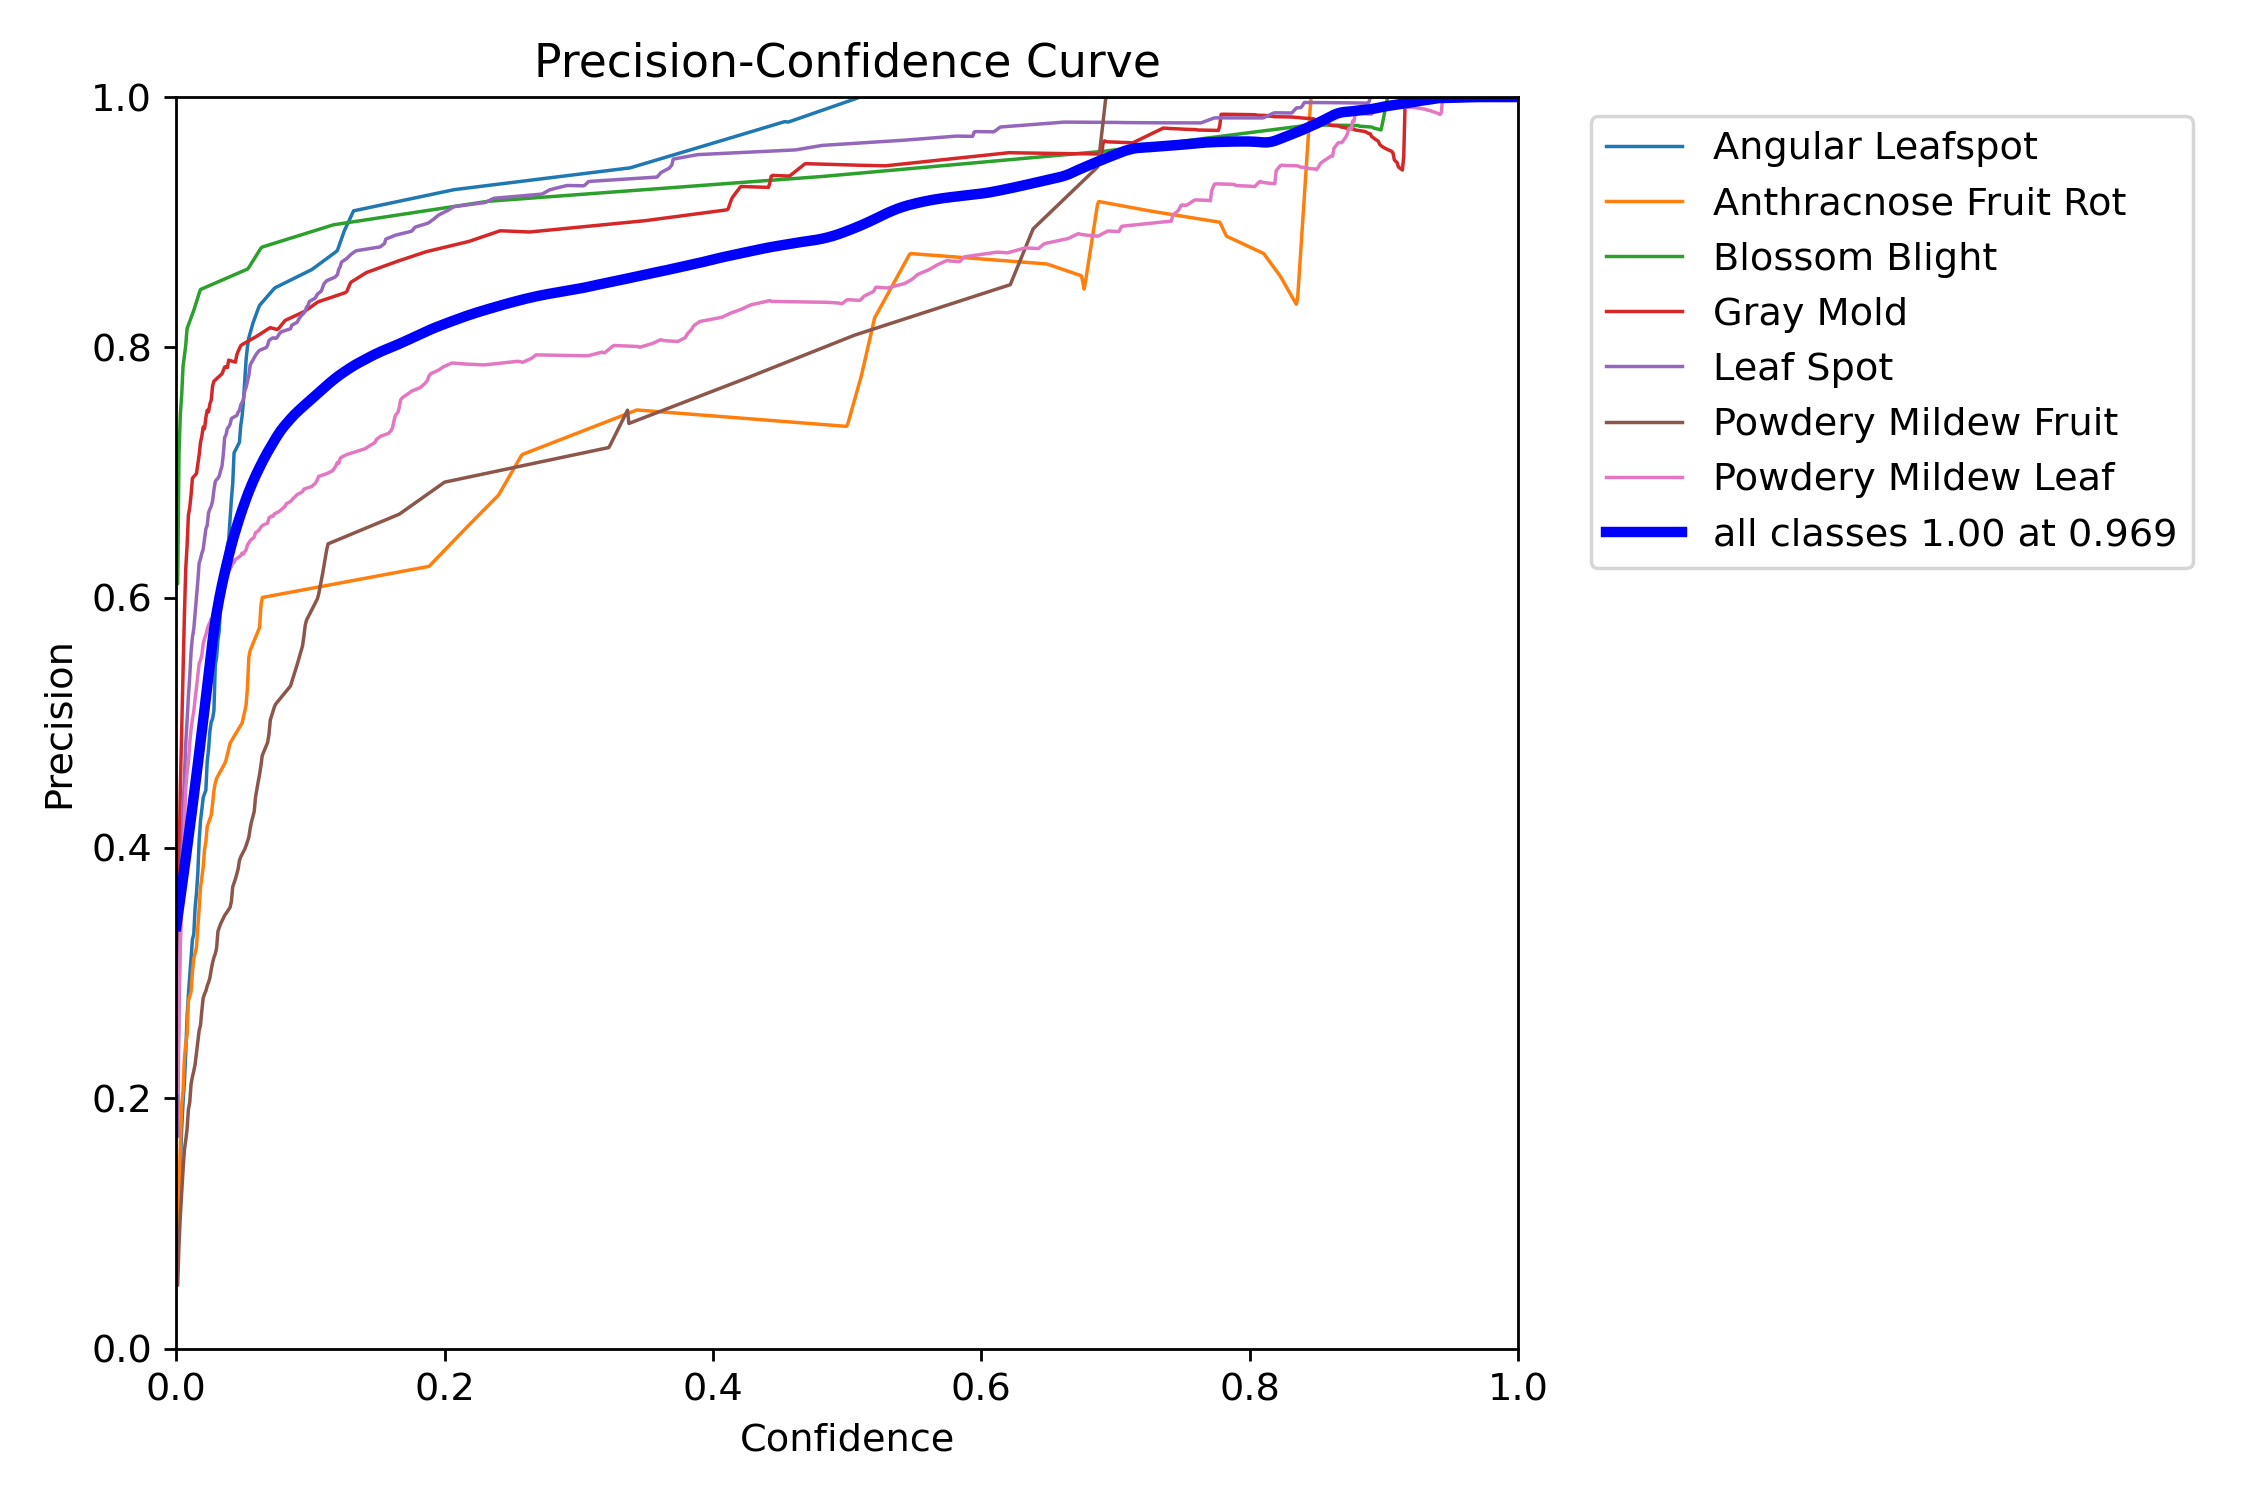 Precision-Confidence Curve
1.0
0.8
0.6
0.4
0.2
0.0
Precision
0.0 0.2 0.4 0.6 0.8 1.0
Confidence
Angular Leafspot
Anthracnose Fruit Rot
Blossom Blight
Gray Mold
Leaf Spot
Powdery Mildew Fruit
Powdery Mildew Leaf
all classes 1.00 at 0.969